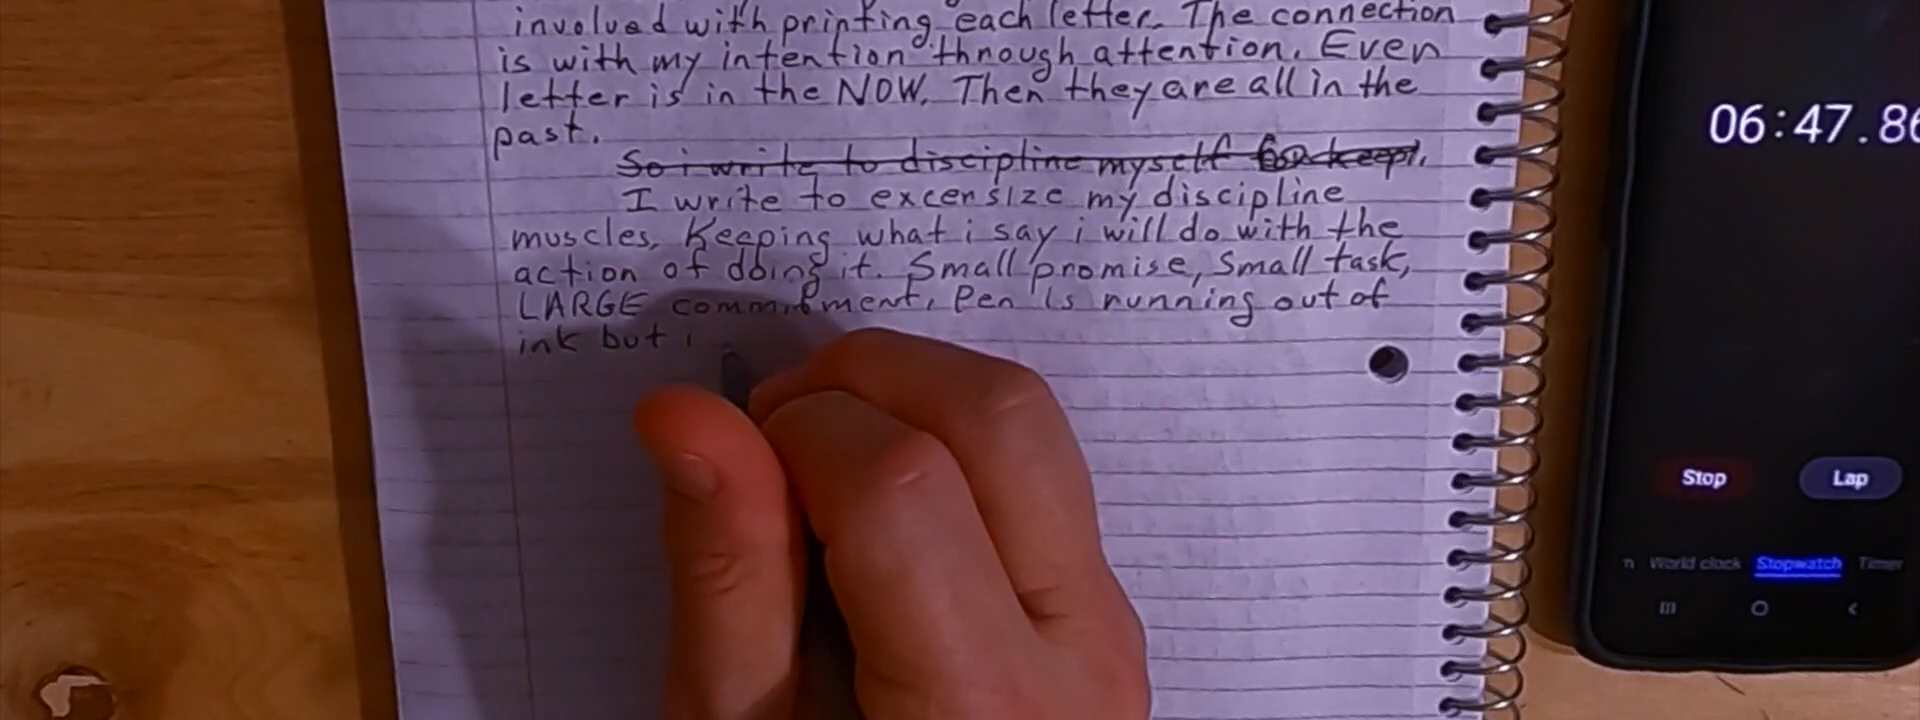 involved with printing each letter. The connection
is with my intention through attention. Even
letter is in the NOW. Then they are all in the
past.
So i write to discipline myself keep.
I write to excersize my discipline
muscles. Keeping what i say i will do with the
action of doing it. Small promise, Small task,
LARGE commitment. Pen is running out of
ink but i
06:47.86
Stop
Lap
n World clock Stopwatch Timer